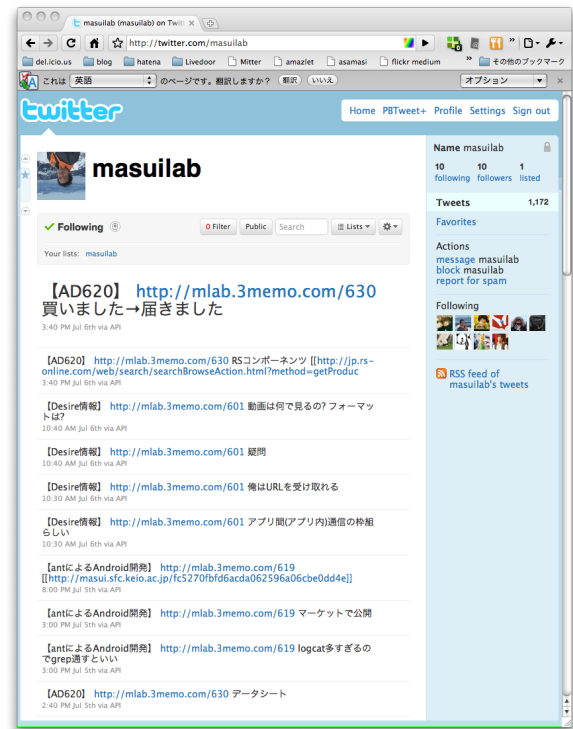 masuilab (masuilab) on Twitt
http://twitter.com/masuilab
del.icio.us blog hatena Livedoor Mitter amazlet asamasi flickr medium » その他のブックマーク
これは 英語 のページです。翻訳しますか? 翻訳 いいえ オプション
twitter
Home PBTweet+ Profile Settings Sign out
masuilab
Following 0 Filter Public Search Lists
Your lists: masuilab
【AD620】 http://mlab.3memo.com/630
買いました→届きました
3:40 PM Jul 6th via API
【AD620】 http://mlab.3memo.com/630 RSコンポーネンツ [[http://jp.rs-
online.com/web/search/searchBrowseAction.html?method=getProduc
3:40 PM Jul 6th via API
【Desire情報】 http://mlab.3memo.com/601 動画は何で見るの? フォーマッ
トは?
10:40 AM Jul 6th via API
【Desire情報】 http://mlab.3memo.com/601 疑問
10:40 AM Jul 6th via API
【Desire情報】 http://mlab.3memo.com/601 俺はURLを受け取れる
10:30 AM Jul 6th via API
【Desire情報】 http://mlab.3memo.com/601 アプリ間(アプリ内)通信の枠組
らしい
10:30 AM Jul 6th via API
【antによるAndroid開発】 http://mlab.3memo.com/619
[[http://masui.sfc.keio.ac.jp/fc5270fbfd6acda062596a06cbe0dd4e]]
8:00 PM Jul 5th via API
【antによるAndroid開発】 http://mlab.3memo.com/619 マーケットで公開
3:00 PM Jul 5th via API
【antによるAndroid開発】 http://mlab.3memo.com/619 logcat多すぎるの
でgrep通すといい
3:00 PM Jul 5th via API
【AD620】 http://mlab.3memo.com/630 データシート
2:40 PM Jul 5th via API
Name masuilab
10 10 1
following followers listed
Tweets 1,172
Favorites
Actions
message masuilab
block masuilab
report for spam
Following
RSS feed of
masuilab's tweets